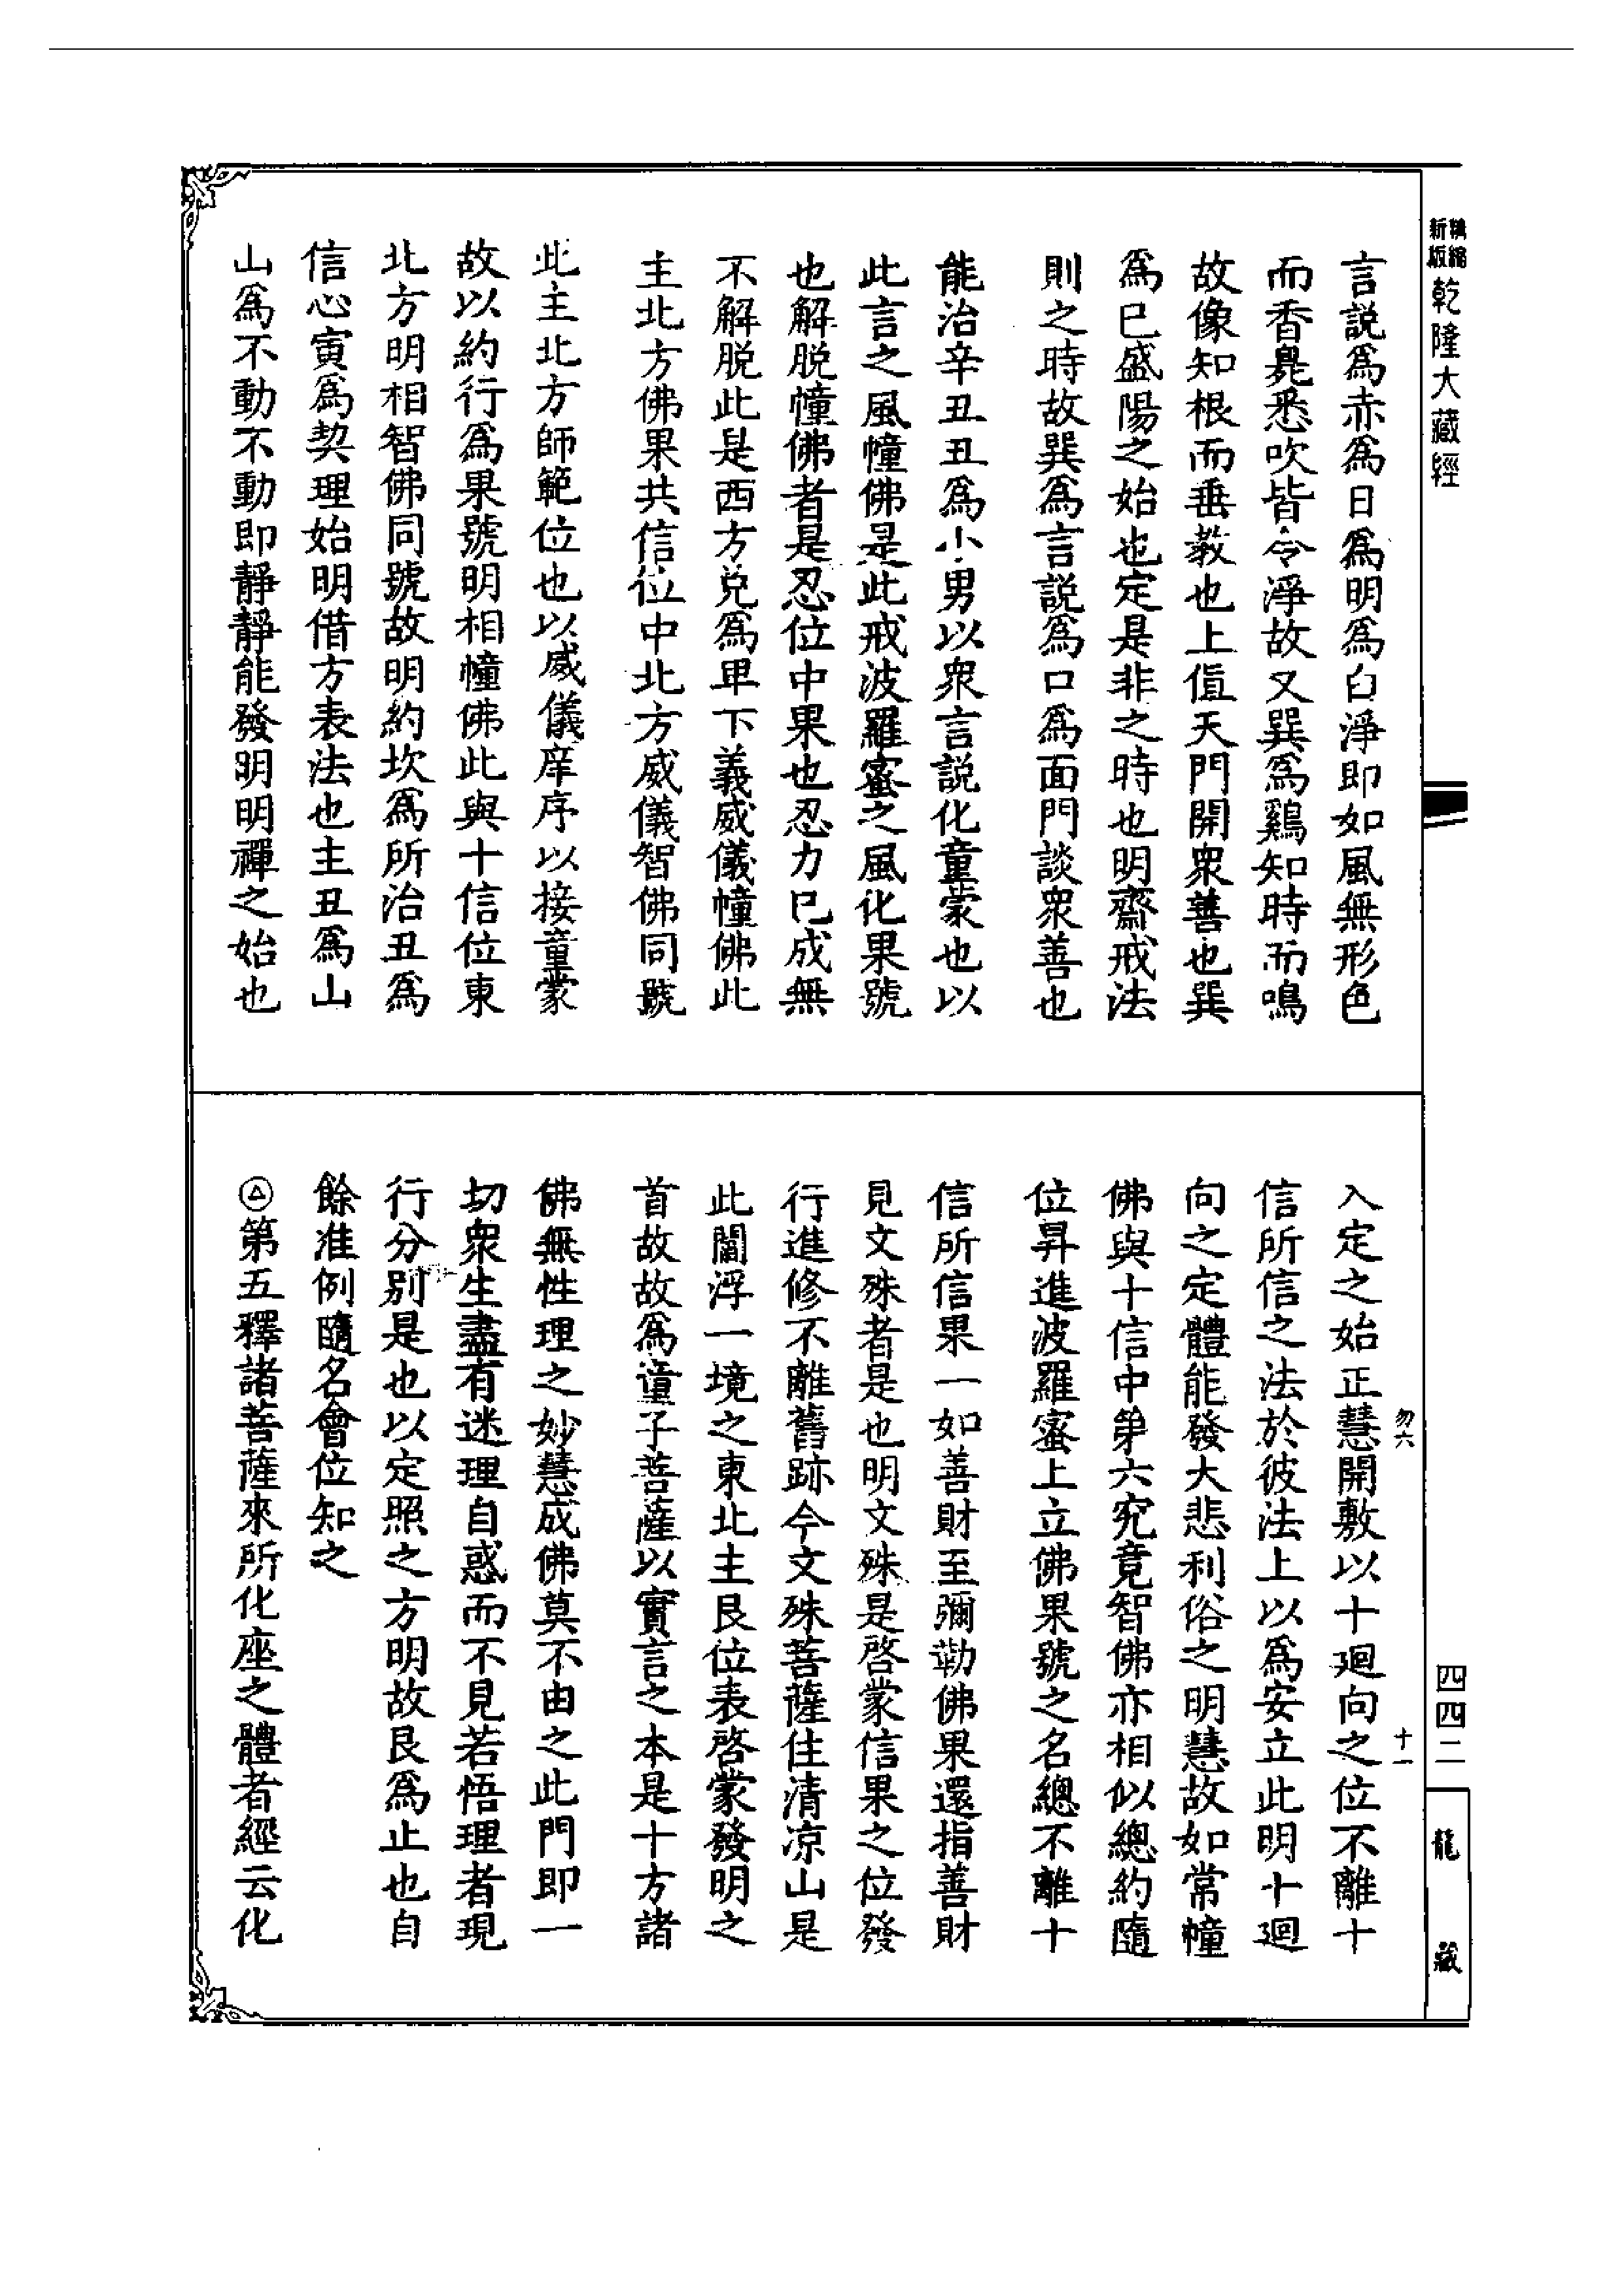 精縮新版乾隆大藏經
言說為赤為日為明為白淨即如風無形色
而香臰悉吹皆令淨故又巽為鷄知時而鳴
故像知根而垂教也上值天門開衆善也巽
為巳盛陽之始也定是非之時也明齋戒法
則之時故巽為言說為口為面門談衆善也
能治辛丑丑為小男以衆言說化童蒙也以
此言之風幢佛是此戒波羅蜜之風化果號
也解脫幢佛者是忍位中果也忍力已成無
不解脫此是西方兌為卑下義威儀幢佛此
主北方佛果共信位中北方威儀智佛同號
此主北方師範位也以威儀庠序以接童蒙
故以約行為果號明相幢佛此與十信位東
北方明相智佛同號故明約坎為所治丑為
信心寅為契理始明借方表法也主丑為山
山為不動不動即靜靜能發明明禪之始也
入定之始正慧開敷以十廻向之位不離十
信所信之法於彼法上以為安立此明十廻
向之定體能發大悲利俗之明慧故如常幢
佛與十信中第六究竟智佛亦相似總約隨
位昇進波羅蜜上立佛果號之名總不離十
信所信果一如善財至彌勒佛果還指善財
見文殊者是也明文殊是啓蒙信果之位發
行進修不離舊跡今文殊菩薩住清凉山是
此閻浮一境之東北主艮位表啓蒙發明之
首故故為童子菩薩以實言之本是十方諸
佛無性理之妙慧成佛莫不由之此門即一
切衆生盡有迷理自惑而不見若悟理者現
行分別是也以定照之方明故艮為止也自
餘准例隨名會位知之
㊀第五釋諸菩薩來所化座之體者經云化
勿六
十一
四四二
龍藏